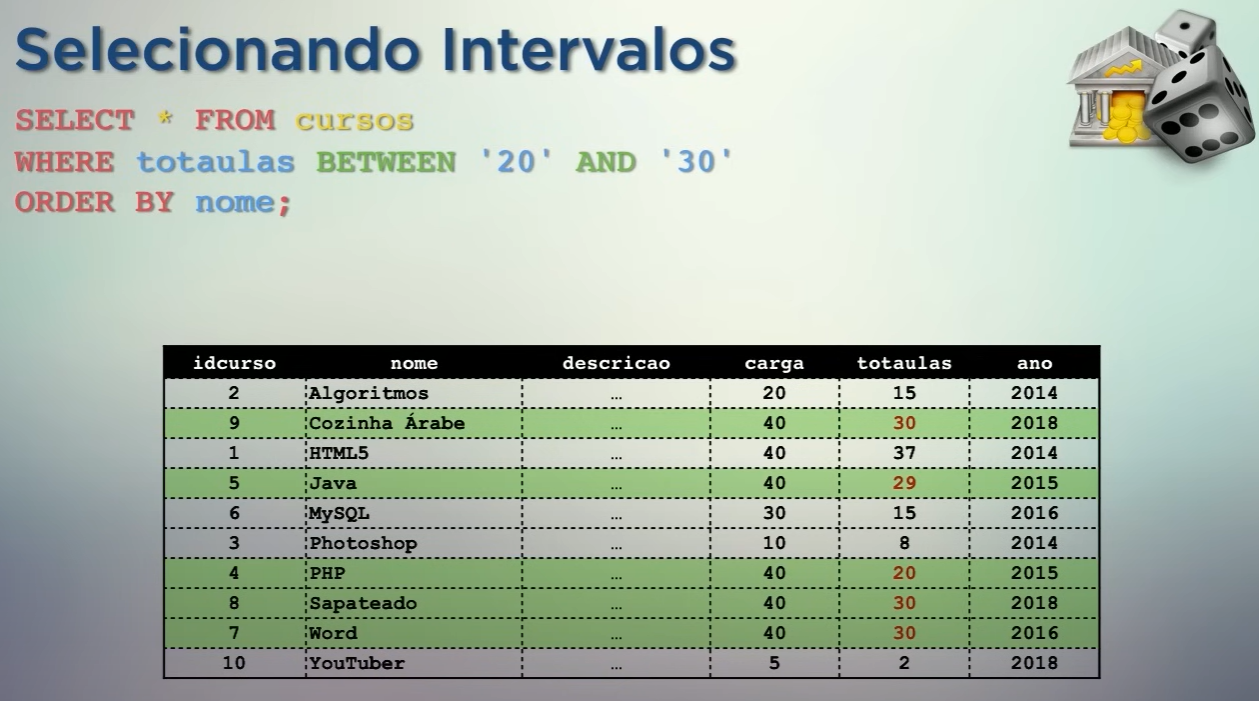 Selecionando Intervalos
SELECT * FROM cursos
WHERE totaulas BETWEEN '20' AND '30'
ORDER BY nome;
idcurso nome descricao carga totaulas ano
2 Algoritmos … 20 15 2014
9 Cozinha Árabe … 40 30 2018
1 HTML5 … 40 37 2014
5 Java … 40 29 2015
6 MySQL … 30 15 2016
3 Photoshop … 10 8 2014
4 PHP … 40 20 2015
8 Sapateado … 40 30 2018
7 Word … 40 30 2016
10 YouTuber … 5 2 2018